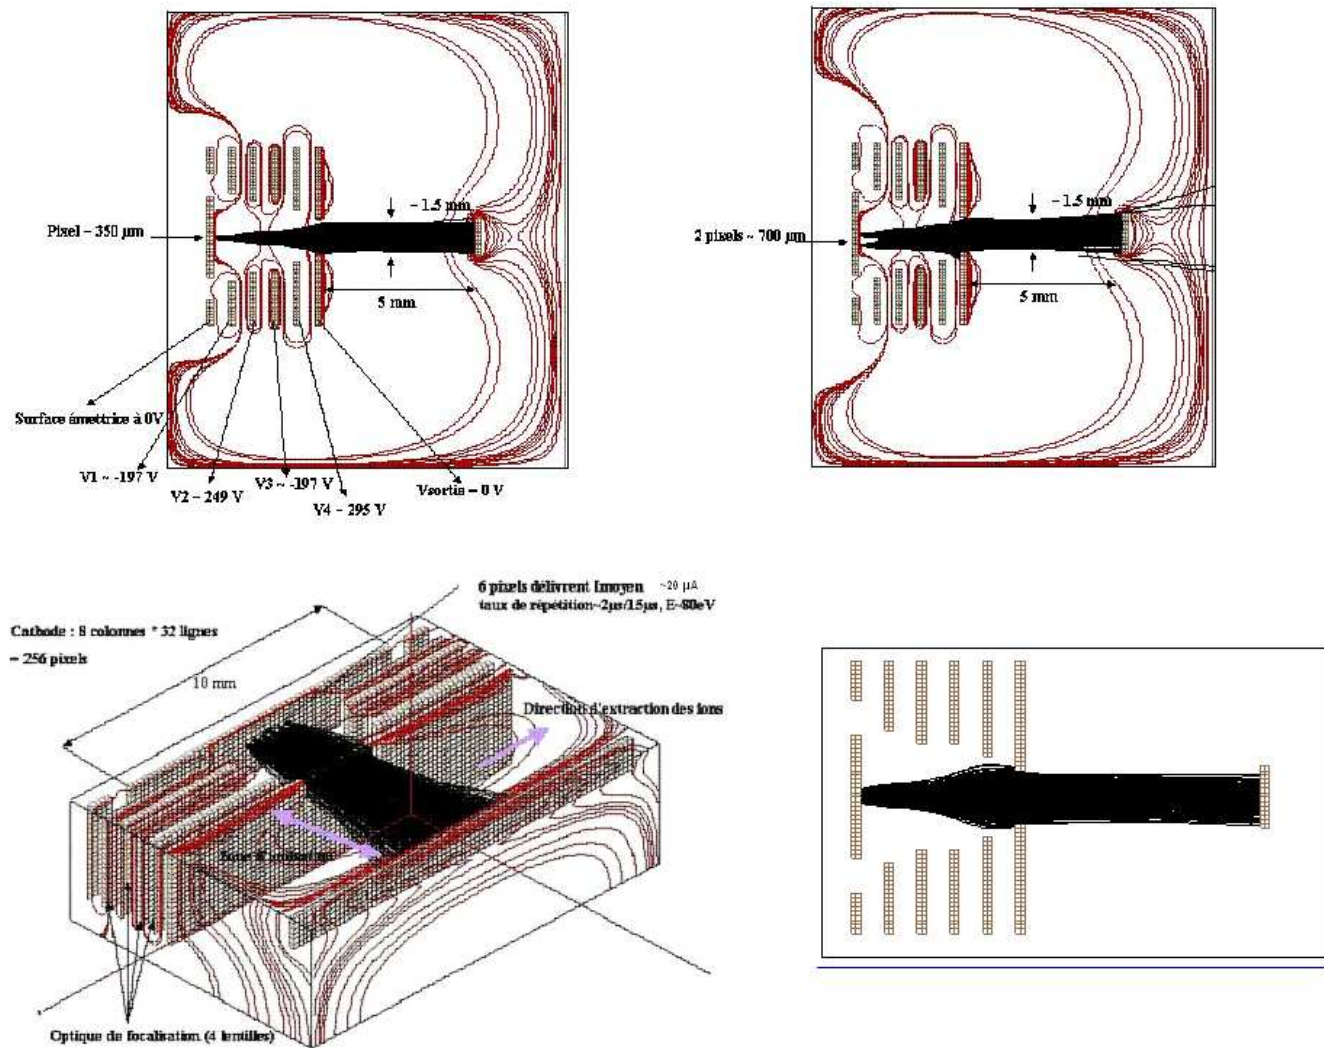 ~ 1.5 mm
Pixel ~ 350 µm
5 mm
Surface émettrice à 0V
V1 ~ -197 V
V2 ~ 249 V
V3 ~ -197 V
V4 ~ 295 V
Vsortie = 0 V
~ 1.5 mm
2 pixels ~ 700 µm
5 mm
6 pixels délivrent Imoyen ~20 µA
taux de répétition~2µs/15µs, E~80eV
Cathode : 8 colonnes * 32 lignes
= 256 pixels
10 mm
Direction d'extraction des ions
Zone d'ionisation
Optique de focalisation (4 lentilles)